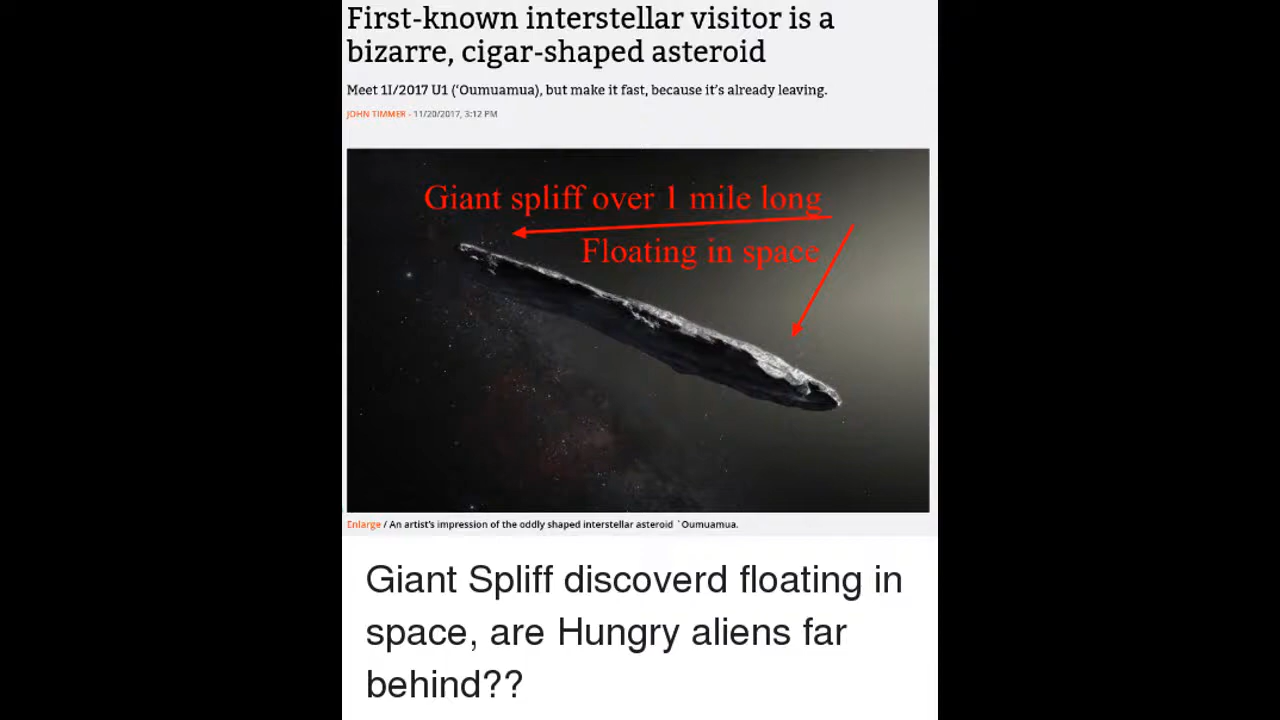 First-known interstellar visitor is a
bizarre, cigar-shaped asteroid
Meet 1I/2017 U1 ('Oumuamua), but make it fast, because it's already leaving.
JOHN TIMMER - 11/20/2017, 3:12 PM
Giant spliff over 1 mile long
Floating in space
Enlarge / An artist's impression of the oddly shaped interstellar asteroid `Oumuamua.
Giant Spliff discoverd floating in
space, are Hungry aliens far
behind??